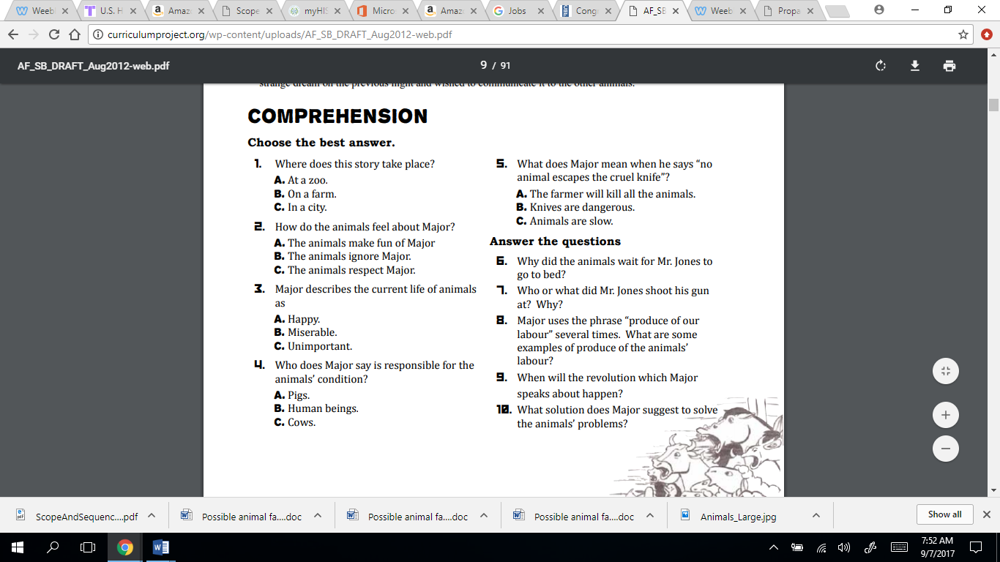 Weeb
U.S. H
Amaz
Scope
myHIS
Micro
Amaz
Jobs
Cong
AF_SB
Weeb
Propa
curriculumproject.org/wp-content/uploads/AF_SB_DRAFT_Aug2012-web.pdf
AF_SB_DRAFT_Aug2012-web.pdf
9 / 91
strange dream on the previous night and wished to communicate it to the other animals.
COMPREHENSION
Choose the best answer.
1. Where does this story take place?
A. At a zoo.
B. On a farm.
C. In a city.
2. How do the animals feel about Major?
A. The animals make fun of Major
B. The animals ignore Major.
C. The animals respect Major.
3. Major describes the current life of animals
as
A. Happy.
B. Miserable.
C. Unimportant.
4. Who does Major say is responsible for the
animals’ condition?
A. Pigs.
B. Human beings.
C. Cows.
5. What does Major mean when he says “no
animal escapes the cruel knife”?
A. The farmer will kill all the animals.
B. Knives are dangerous.
C. Animals are slow.
Answer the questions
6. Why did the animals wait for Mr. Jones to
go to bed?
7. Who or what did Mr. Jones shoot his gun
at? Why?
8. Major uses the phrase “produce of our
labour” several times. What are some
examples of produce of the animals’
labour?
9. When will the revolution which Major
speaks about happen?
10. What solution does Major suggest to solve
the animals’ problems?
ScopeAndSequenc....pdf
Possible animal fa....doc
Possible animal fa....doc
Possible animal fa....doc
Animals_Large.jpg
Show all
7:52 AM
9/7/2017